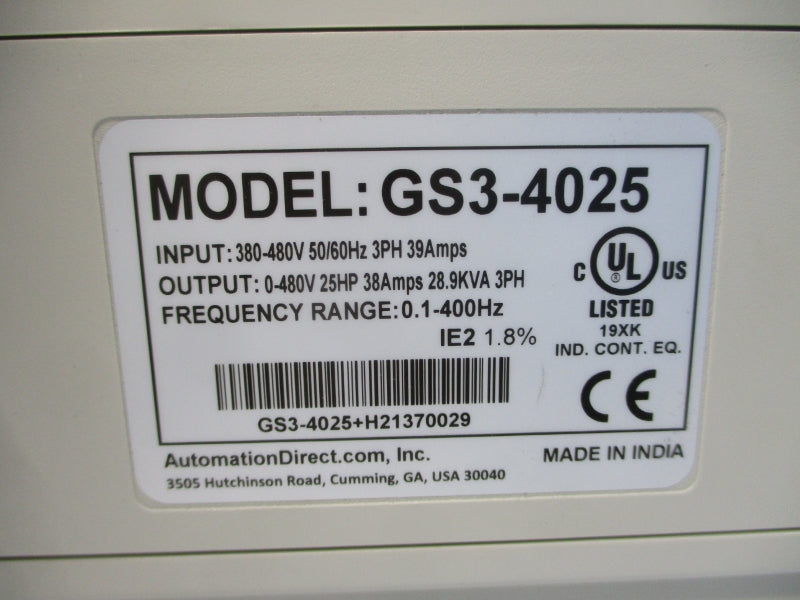 MODEL: GS3-4025
INPUT: 380-480V 50/60Hz 3PH 39Amps
OUTPUT: 0-480V 25HP 38Amps 28.9KVA 3PH
FREQUENCY RANGE: 0.1-400Hz
IE2 1.8%
C UL US
LISTED
19XK
IND. CONT. EQ.
CE
GS3-4025+H21370029
AutomationDirect.com, Inc.
MADE IN INDIA
3505 Hutchinson Road, Cumming, GA, USA 30040